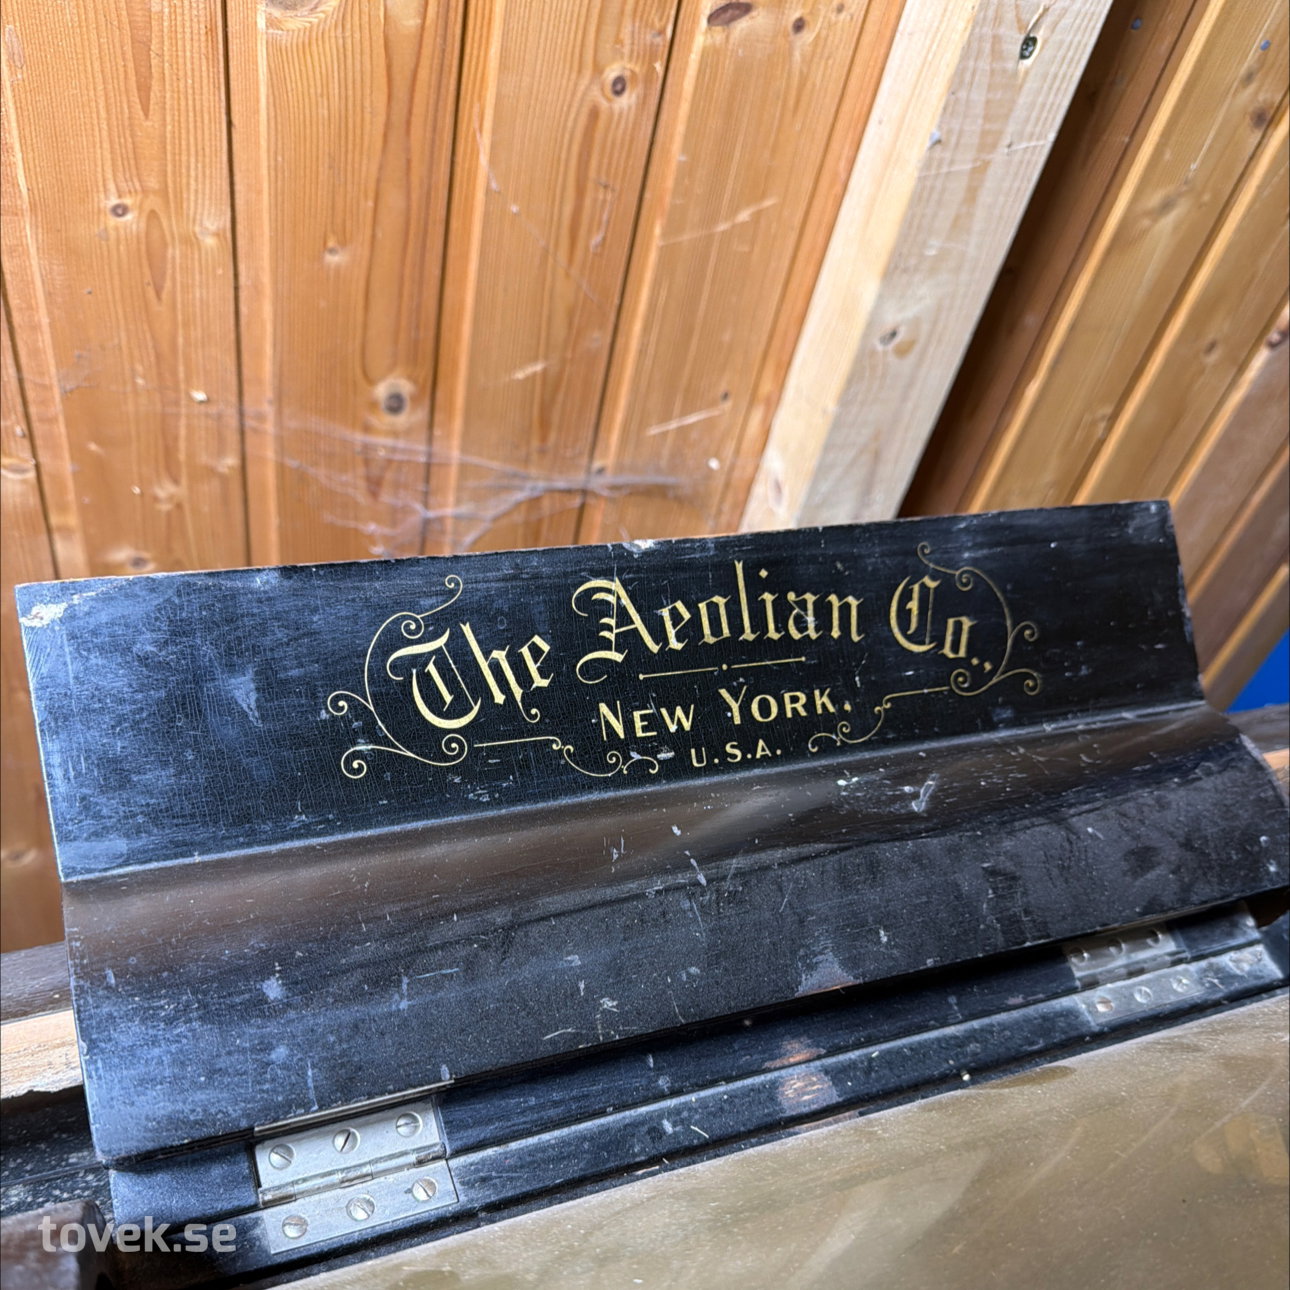 The Aeolian Co.,
New York.
U.S.A.
tovek.se